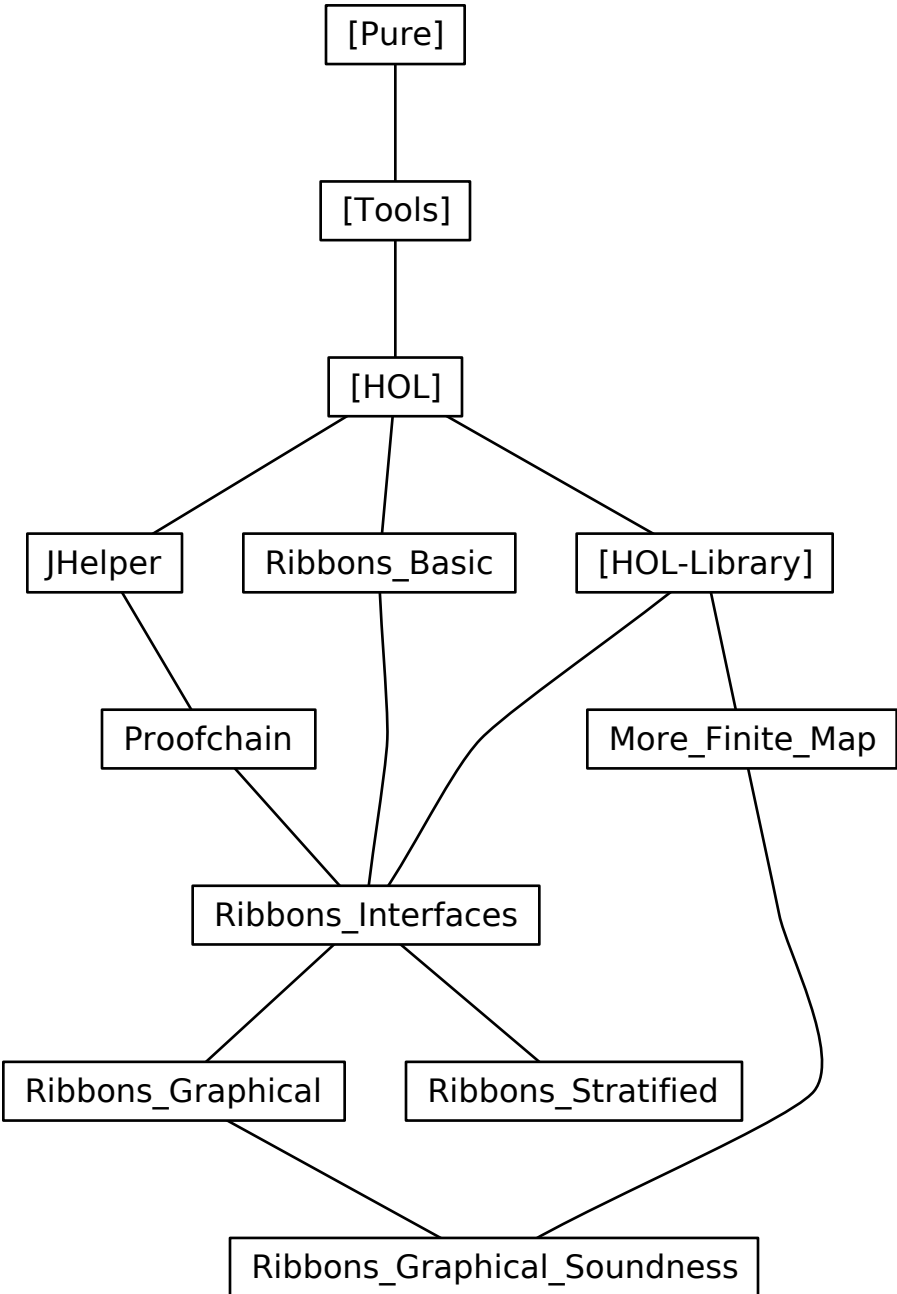 [Pure]
[Tools]
[HOL]
JHelper
Ribbons_Basic
[HOL-Library]
Proofchain
More_Finite_Map
Ribbons_Interfaces
Ribbons_Graphical
Ribbons_Stratified
Ribbons_Graphical_Soundness